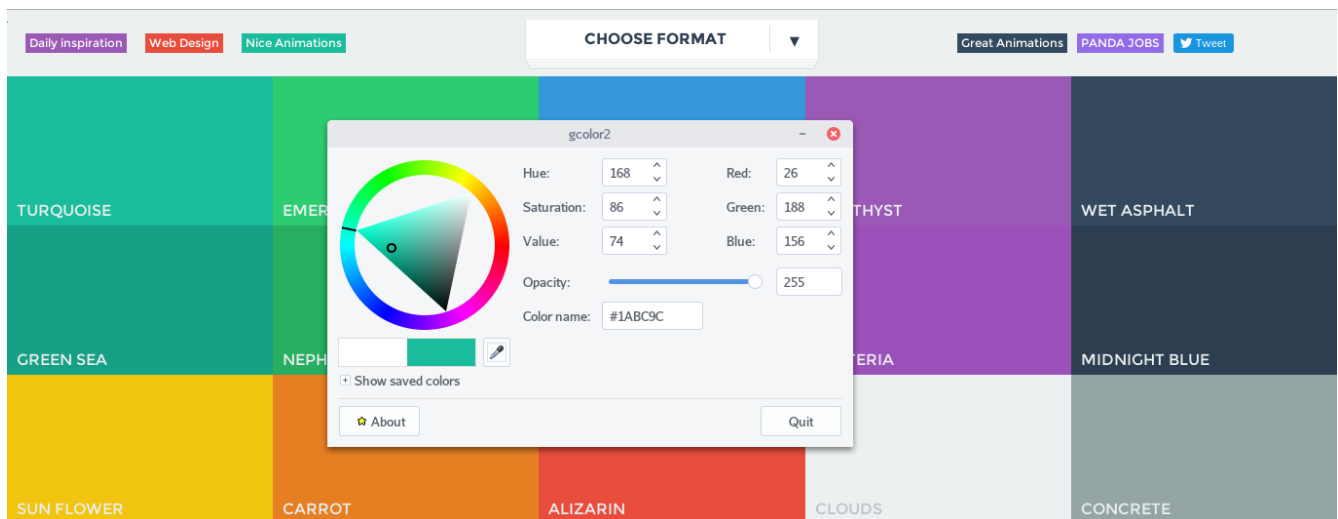 Daily inspiration
Web Design
Nice Animations
CHOOSE FORMAT ▼
Great Animations
PANDA JOBS
Tweet
gcolor2
Hue: 168
Red: 26
Saturation: 86
Green: 188
Value: 74
Blue: 156
Opacity: 255
Color name: #1ABC9C
Show saved colors
About
Quit
TURQUOISE
EMER
THYST
WET ASPHALT
GREEN SEA
NEPH
ERIA
MIDNIGHT BLUE
SUN FLOWER
CARROT
ALIZARIN
CLOUDS
CONCRETE